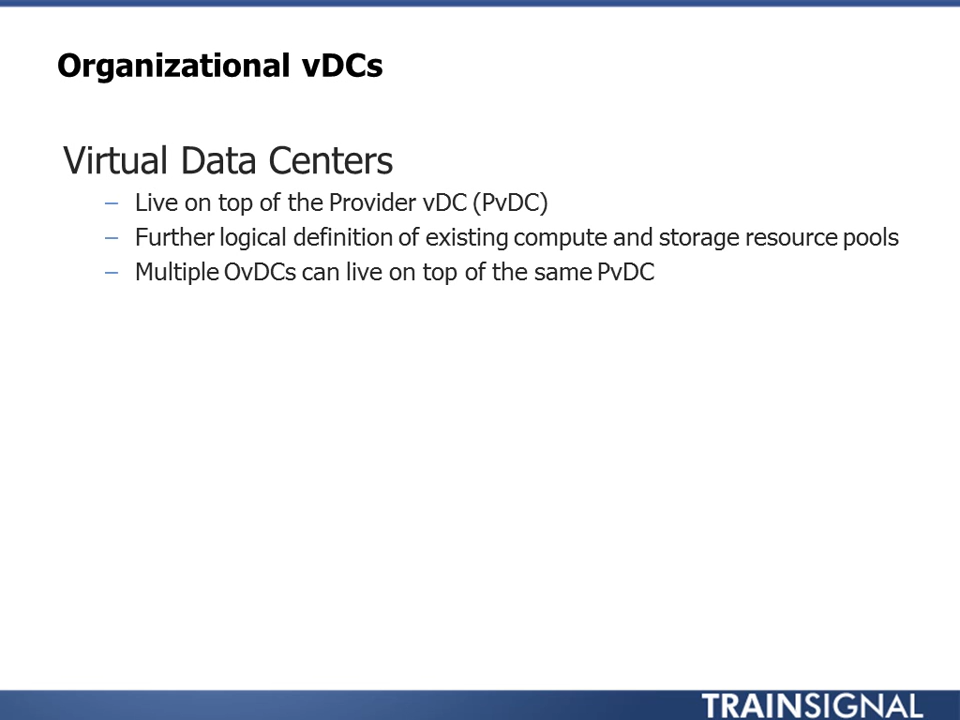 Organizational vDCs
Virtual Data Centers
– Live on top of the Provider vDC (PvDC)
– Further logical definition of existing compute and storage resource pools
– Multiple OvDCs can live on top of the same PvDC
TRAINSIGNAL